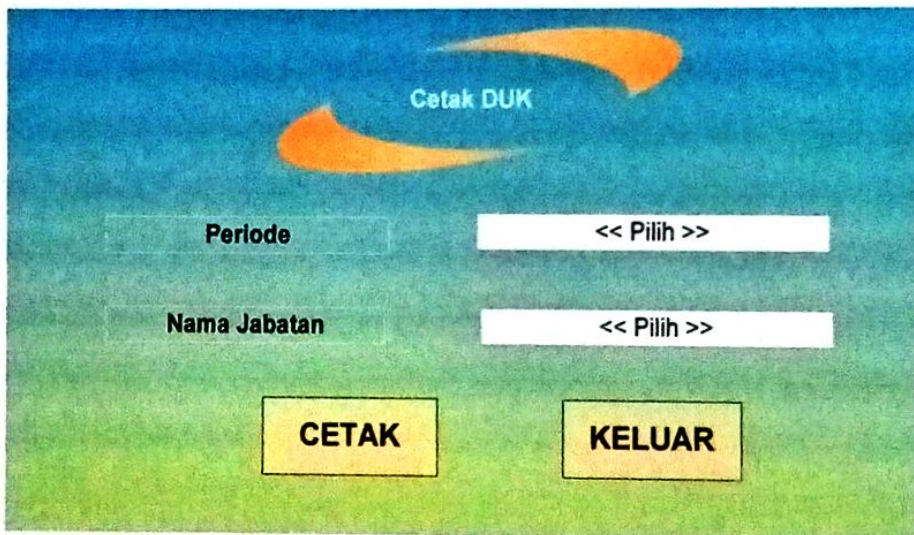 Cetak DUK
Periode
<< Pilih >>
Nama Jabatan
<< Pilih >>
CETAK
KELUAR